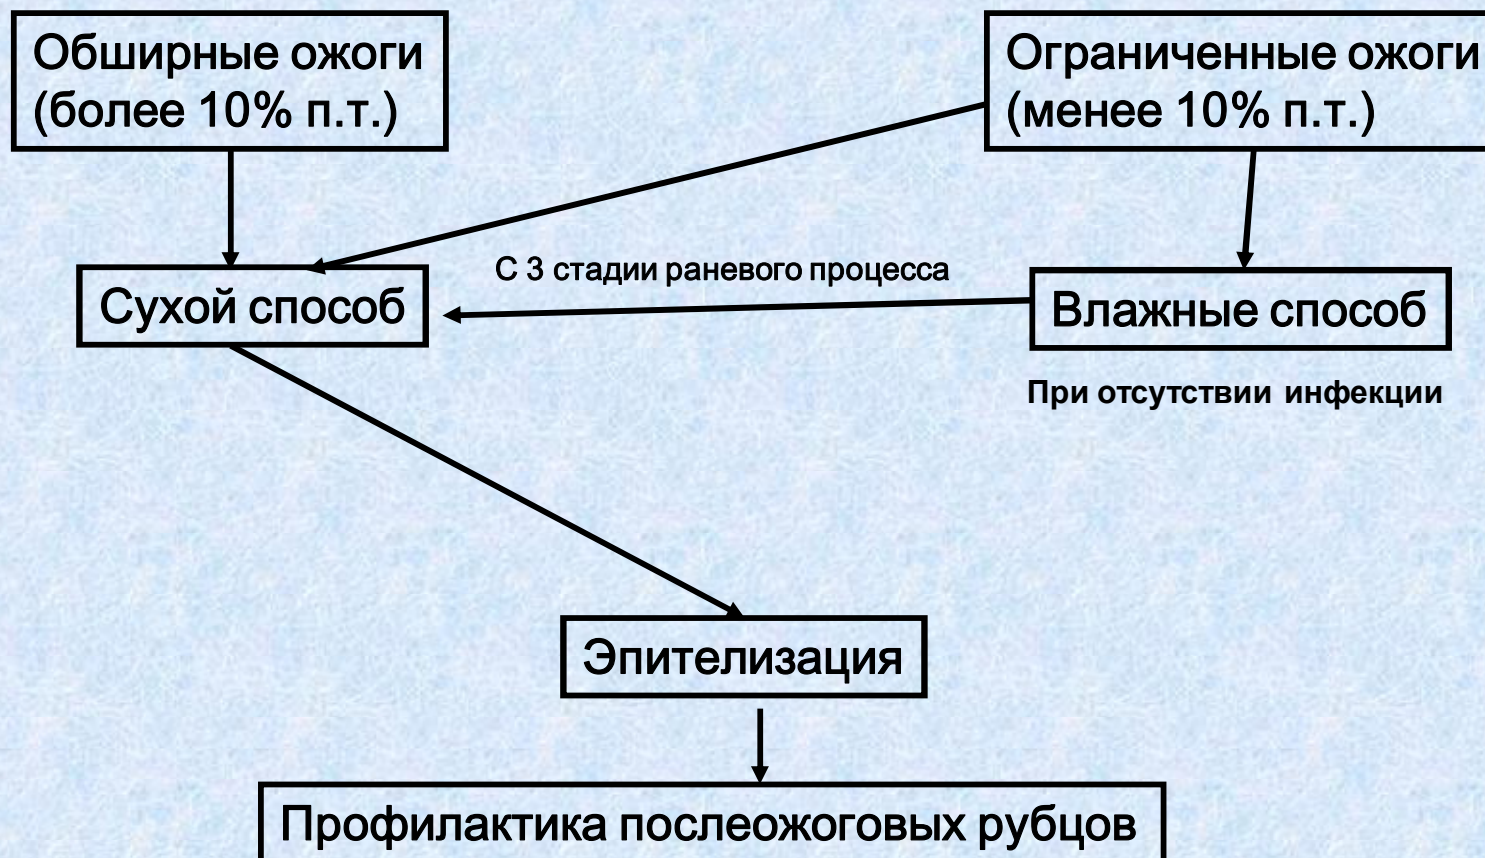 Обширные ожоги
(более 10% п.т.)
Ограниченные ожоги
(менее 10% п.т.)
С 3 стадии раневого процесса
Сухой способ
Влажные способ
При отсутствии инфекции
Эпителизация
Профилактика послеожоговых рубцов